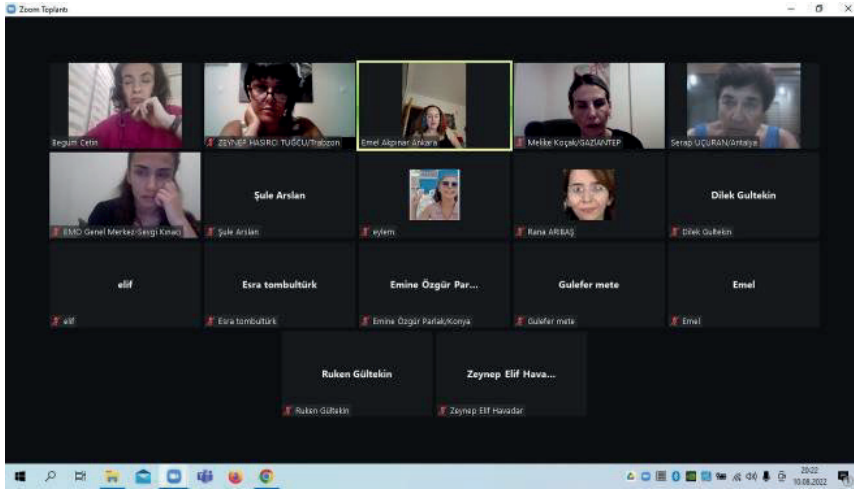 Zoom Toplantı
Begum Cetin
ZEYNEP HASIRCI TUĞCU/Trabzon
Emel Akpınar Ankara
Melike Koçak/GAZİANTEP
Serap UÇURAN/Antalya
EMO Genel Merkez-Sevgi Kınacı
Şule Arslan
Şule Arslan
eylem
Rana ARIBAŞ
Dilek Gultekin
Dilek Gultekin
elif
elif
Esra tombultürk
Esra tombultürk
Emine Özgür Par...
Emine Özgür Parlak/Konya
Gulefer mete
Gulefer mete
Emel
Emel
Ruken Gültekin
Ruken Gültekin
Zeynep Elif Hava...
Zeynep Elif Havadar
20:22
10.08.2022